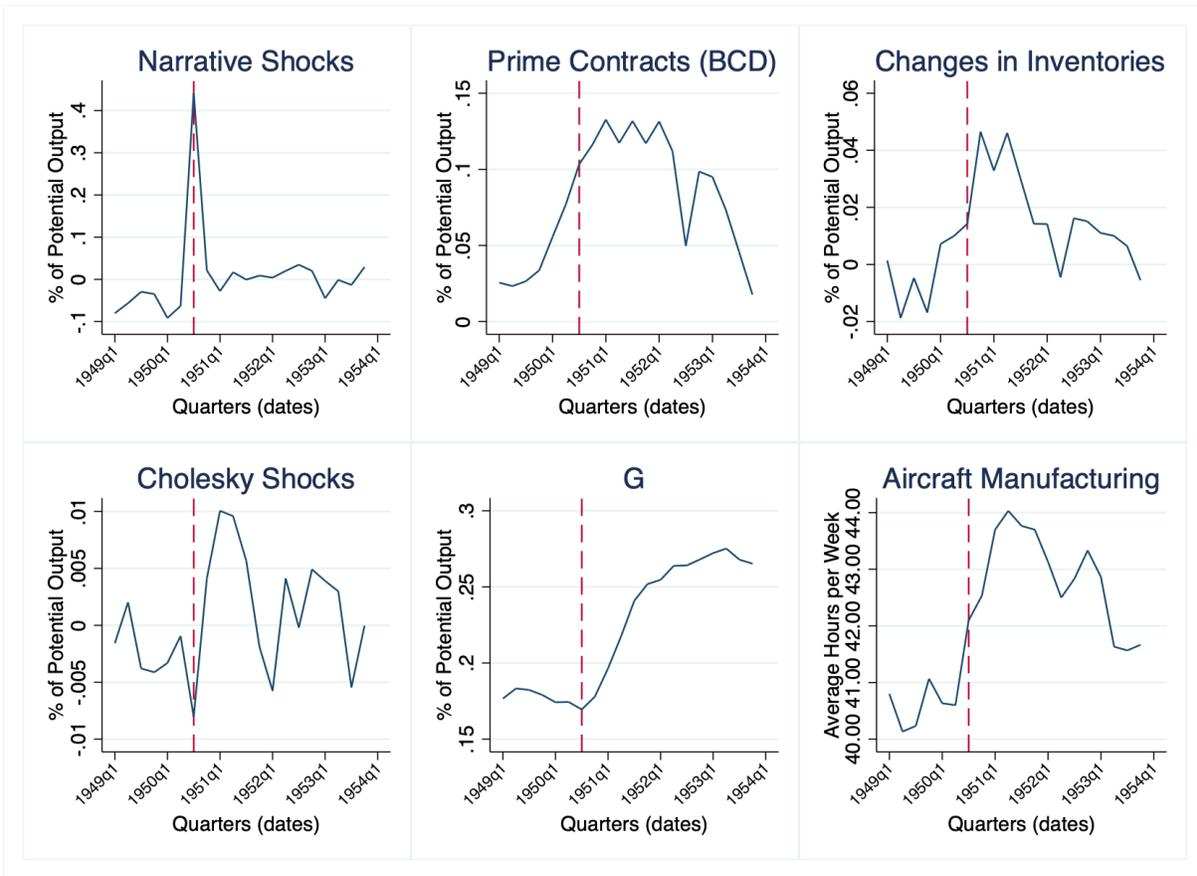 Narrative Shocks
% of Potential Output
.4
.3
.2
.1
0
-.1
1949q1
1950q1
1951q1
1952q1
1953q1
1954q1
Quarters (dates)
Prime Contracts (BCD)
% of Potential Output
.15
.1
.05
0
1949q1
1950q1
1951q1
1952q1
1953q1
1954q1
Quarters (dates)
Changes in Inventories
% of Potential Output
.06
.04
.02
0
-.02
1949q1
1950q1
1951q1
1952q1
1953q1
1954q1
Quarters (dates)
Cholesky Shocks
% of Potential Output
.01
.005
0
-.005
-.01
1949q1
1950q1
1951q1
1952q1
1953q1
1954q1
Quarters (dates)
G
% of Potential Output
.3
.25
.2
.15
1949q1
1950q1
1951q1
1952q1
1953q1
1954q1
Quarters (dates)
Aircraft Manufacturing
Average Hours per Week
44.00
43.00
42.00
41.00
40.00
1949q1
1950q1
1951q1
1952q1
1953q1
1954q1
Quarters (dates)